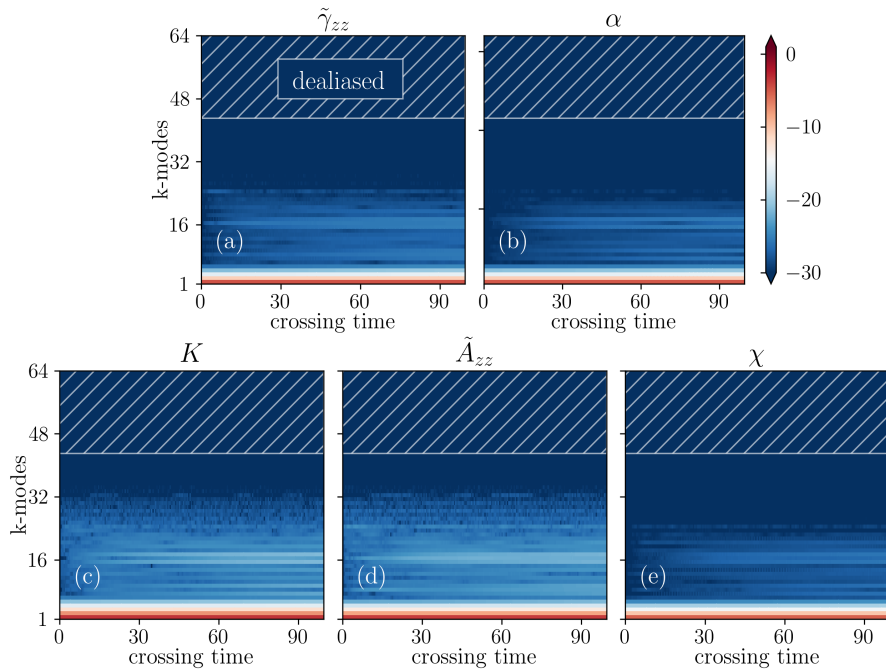 γ̃zz
α
64
48
32
16
1
k-modes
dealiased
(a)
(b)
0
30
60
90
0
30
60
90
crossing time
crossing time
0
−10
−20
−30
K
Ãzz
χ
64
48
32
16
1
k-modes
(c)
(d)
(e)
0
30
60
90
0
30
60
90
0
30
60
90
crossing time
crossing time
crossing time